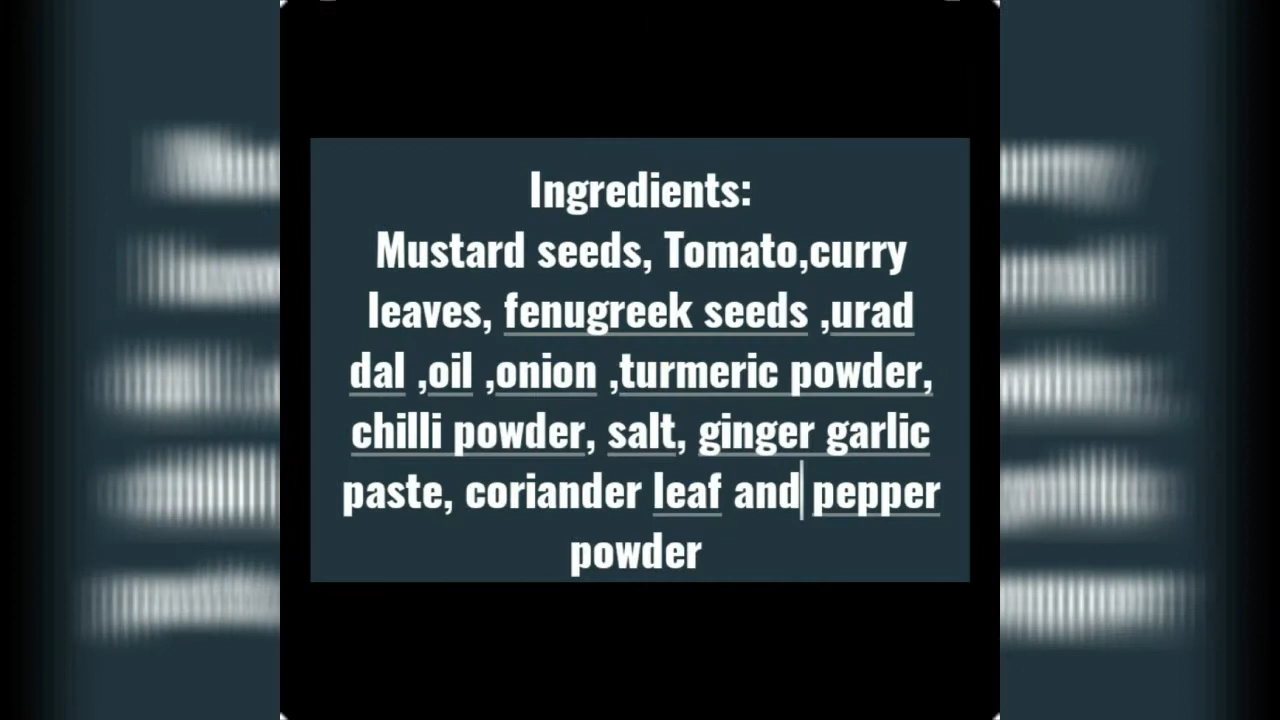 Ingredients:
Mustard seeds, Tomato,curry
leaves, fenugreek seeds ,urad
dal ,oil ,onion ,turmeric powder,
chilli powder, salt, ginger garlic
paste, coriander leaf and pepper
powder